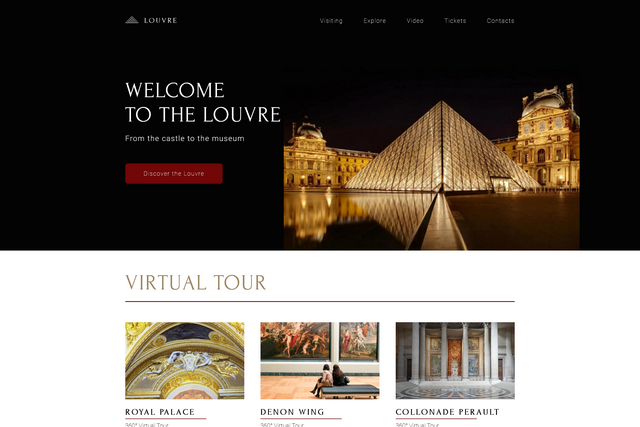 LOUVRE
Visiting
Explore
Video
Tickets
Contacts
WELCOME
TO THE LOUVRE
From the castle to the museum
Discover the Louvre
VIRTUAL TOUR
ROYAL PALACE
DENON WING
COLLONADE PERAULT
360° Virtual Tour
360° Virtual Tour
360° Virtual Tour